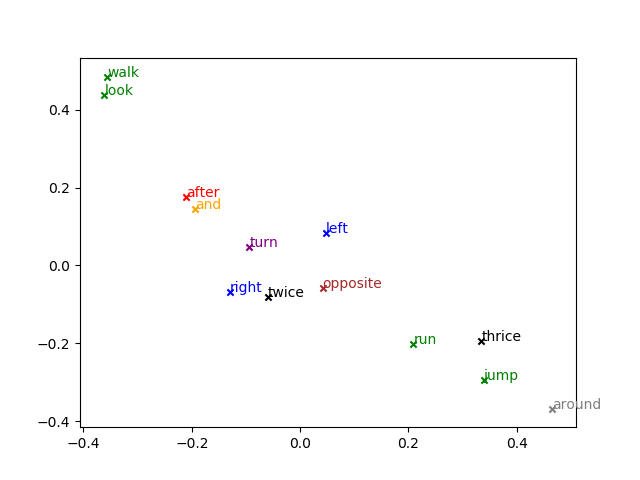 walk
look
0.4
after
and
0.2
left
turn
0.0
right
twice
opposite
run
thrice
−0.2
jump
around
−0.4
−0.4
−0.2
0.0
0.2
0.4